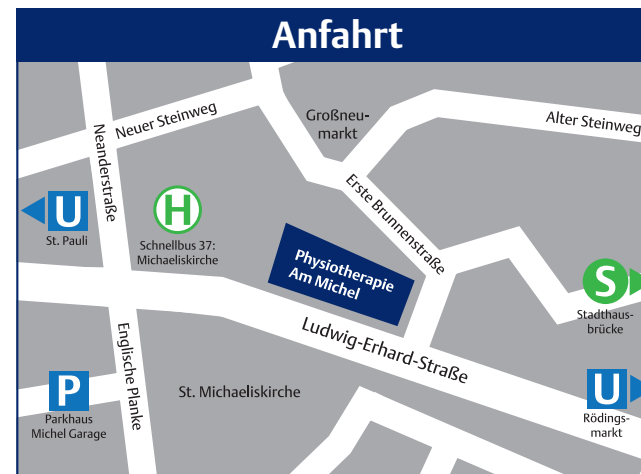 Anfahrt
Großneu-
markt
Neuer Steinweg
Alter Steinweg
Neanderstraße
Erste Brunnenstraße
U
St. Pauli
H
Schnellbus 37:
Michaeliskirche
Physiotherapie
Am Michel
S
Stadthaus-
brücke
Ludwig-Erhard-Straße
Englische Planke
P
Parkhaus
Michel Garage
St. Michaeliskirche
U
Rödings-
markt